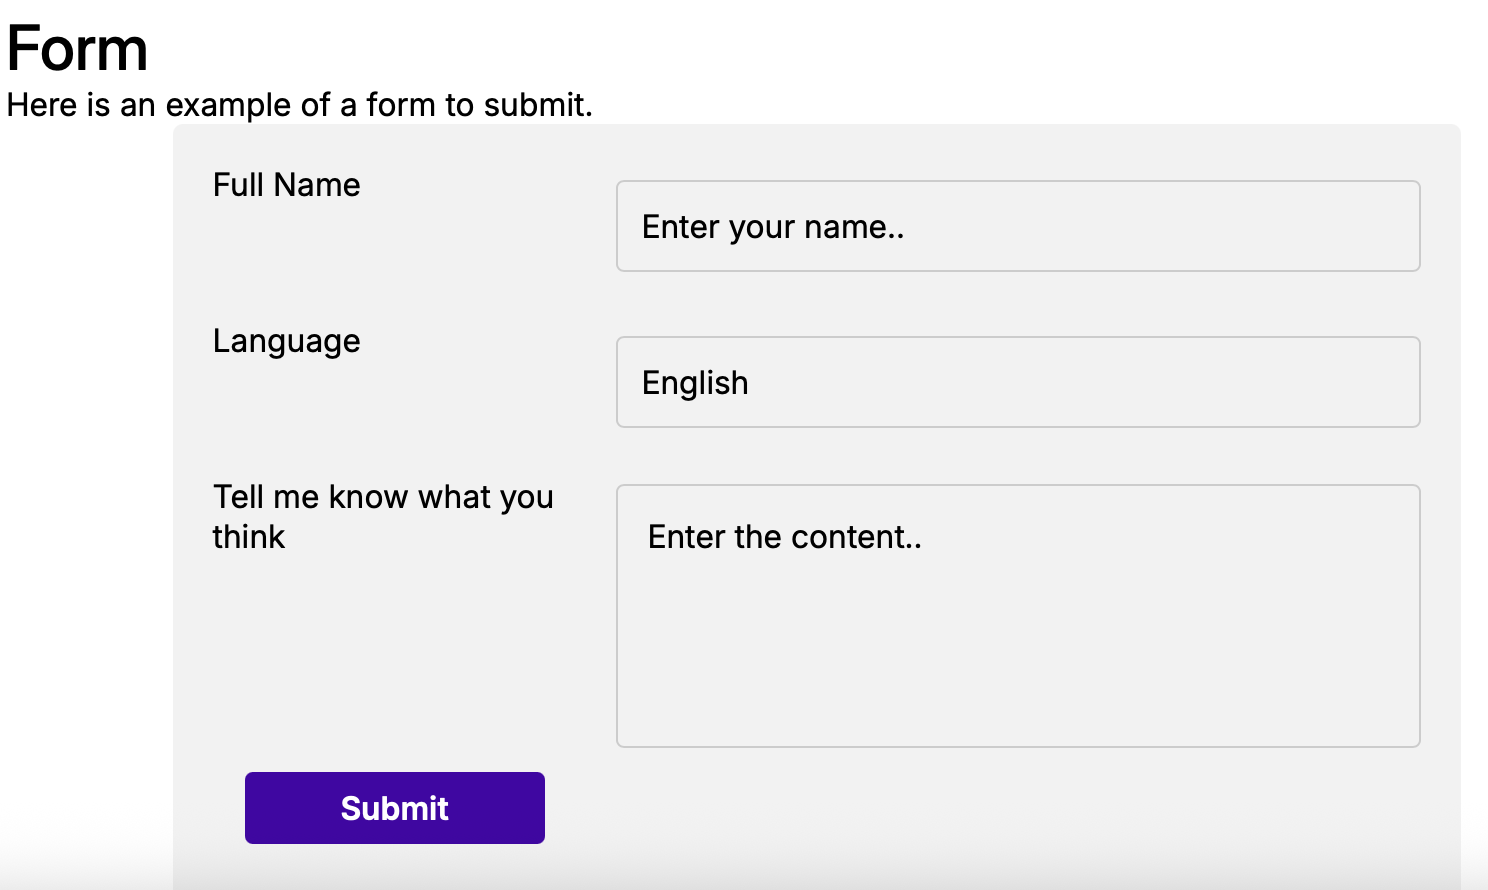 Form
Here is an example of a form to submit.
Full Name
Enter your name..
Language
English
Tell me know what you
think
Enter the content..
Submit